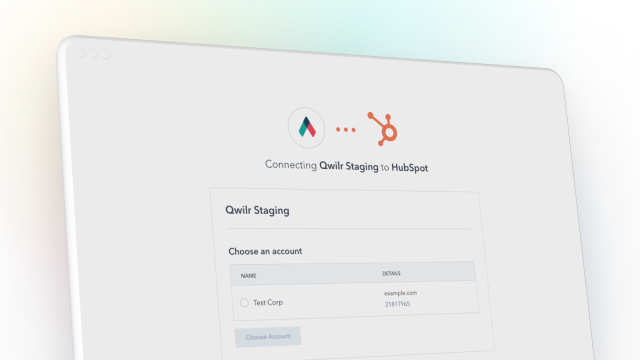 Connecting Qwilr Staging to HubSpot
Qwilr Staging
Choose an account
NAME DETAILS
Test Corp
example.com
21817965
Choose Account